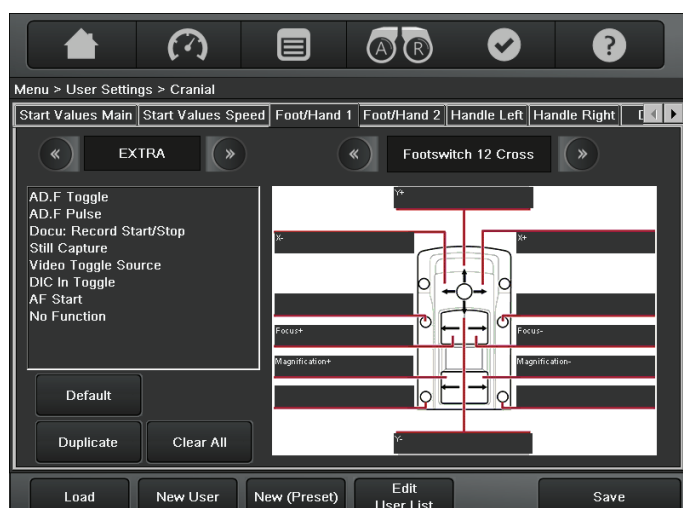 A R ?
Menu > User Settings > Cranial
Start Values Main Start Values Speed Foot/Hand 1 Foot/Hand 2 Handle Left Handle Right
« EXTRA » « Footswitch 12 Cross »
AD.F Toggle
AD.F Pulse
Docu: Record Start/Stop
Still Capture
Video Toggle Source
DIC In Toggle
AF Start
No Function
Y+
X- X+
Focus+ Focus-
Magnification+ Magnification-
Y-
Default
Duplicate Clear All
Load New User New (Preset) Edit Save
User List